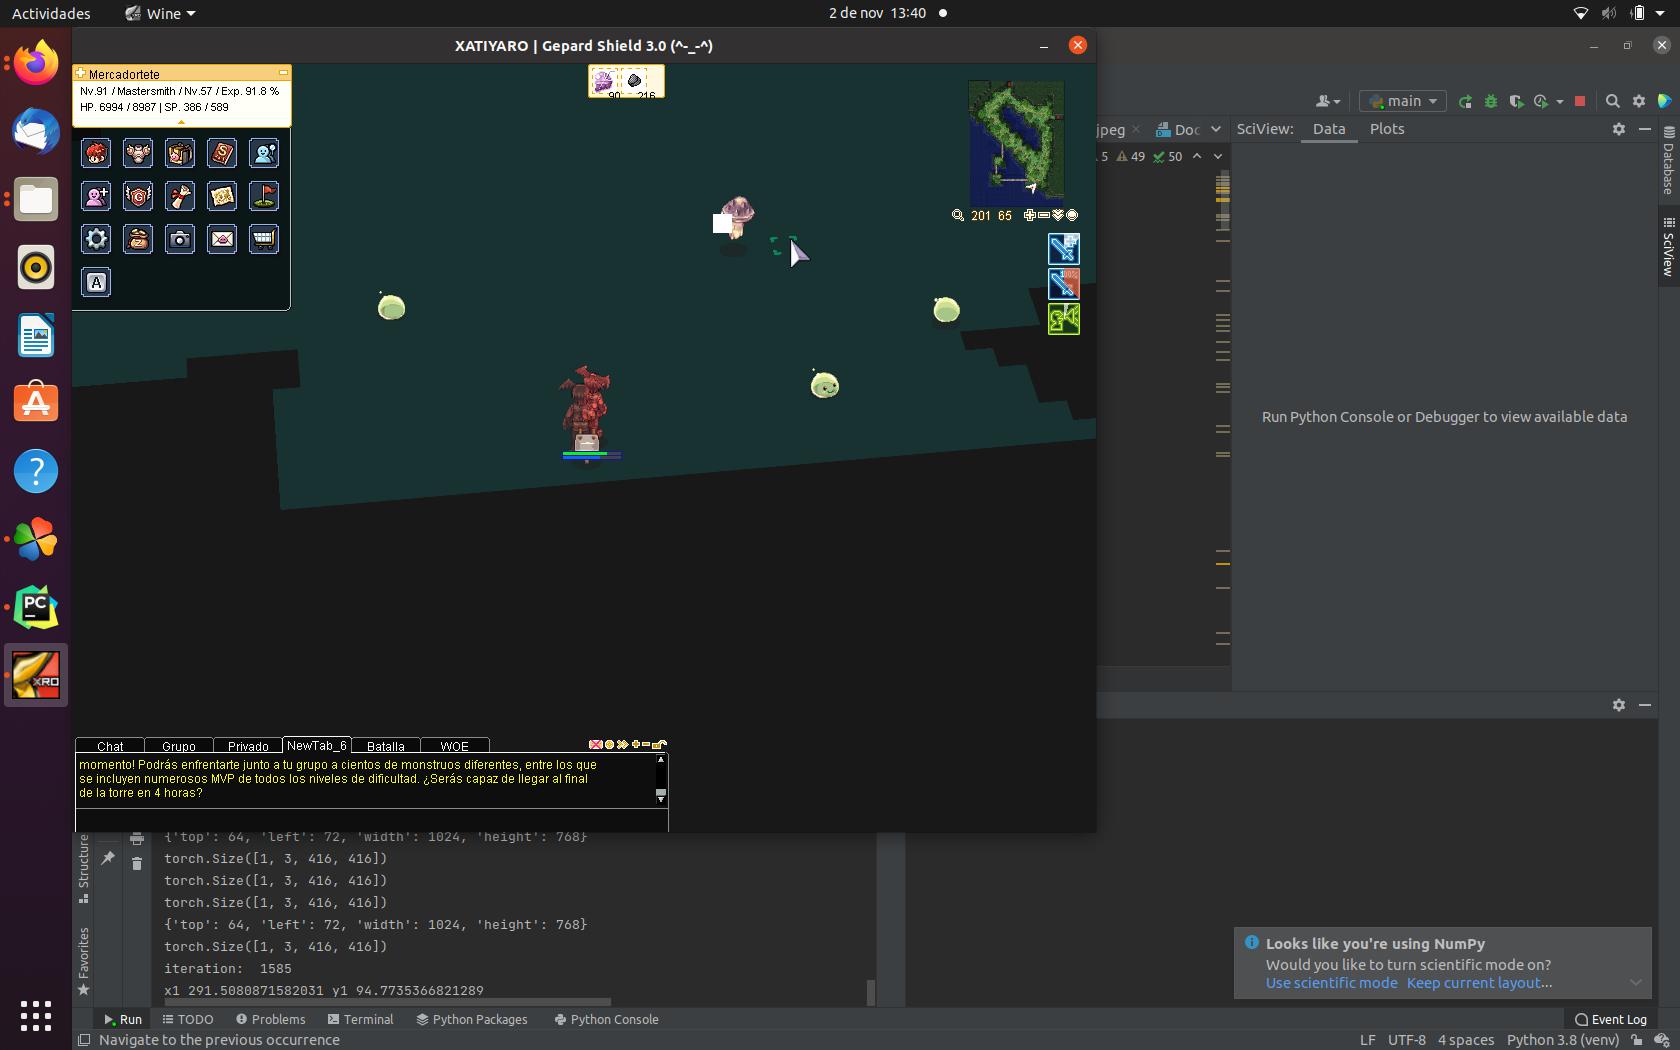 Actividades
Wine
2 de nov 13:40
XATIYARO | Gepard Shield 3.0 (^-_-^)
Mercadortete
Nv.91 / Mastersmith / Nv.57 / Exp. 91.8 %
HP. 6994 / 8987 | SP. 386 / 589
90 216
A
201 65
main
jpeg
Doc
SciView:
Data
Plots
5 49 50
Database
SciView
Run Python Console or Debugger to view available data
PC
XRO
Chat
Grupo
Privado
NewTab_6
Batalla
WOE
momento! Podrás enfrentarte junto a tu grupo a cientos de monstruos diferentes, entre los que
se incluyen numerosos MVP de todos los niveles de dificultad. ¿Serás capaz de llegar al final
de la torre en 4 horas?
{'top': 64, 'left': 72, 'width': 1024, 'height': 768}
torch.Size([1, 3, 416, 416])
torch.Size([1, 3, 416, 416])
torch.Size([1, 3, 416, 416])
{'top': 64, 'left': 72, 'width': 1024, 'height': 768}
torch.Size([1, 3, 416, 416])
iteration:  1585
x1 291.5080871582031 y1 94.7735366821289
Structure
Favorites
Looks like you're using NumPy
Would you like to turn scientific mode on?
Use scientific mode Keep current layout...
Run
TODO
Problems
Terminal
Python Packages
Python Console
Event Log
Navigate to the previous occurrence
LF UTF-8 4 spaces Python 3.8 (venv)